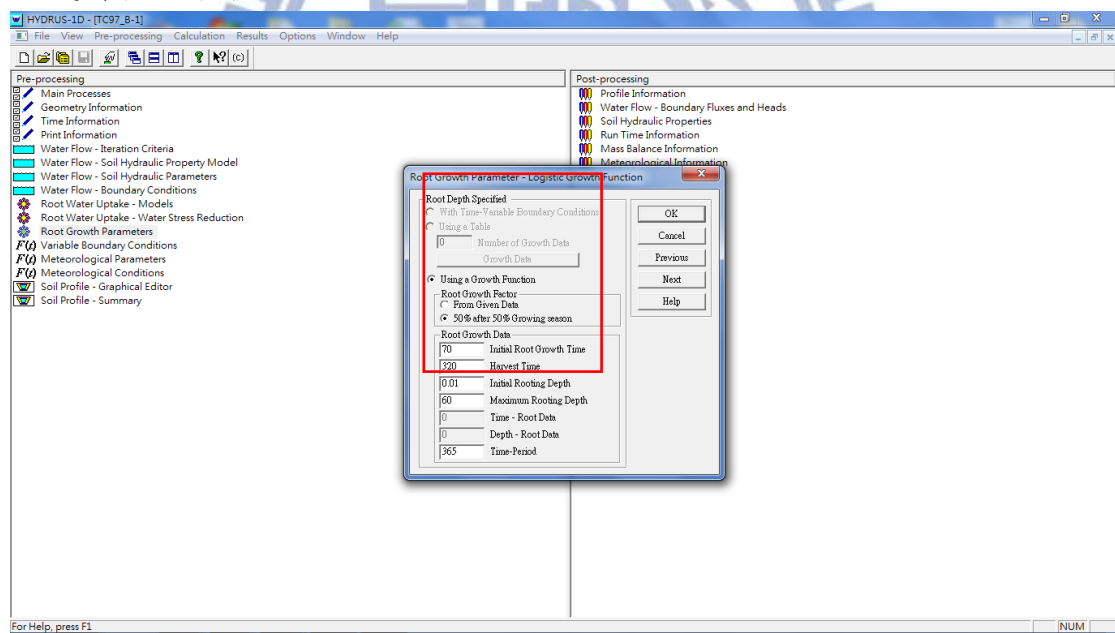 HYDRUS-1D - [TC97_B-1]
File View Pre-processing Calculation Results Options Window Help
Pre-processing
Main Processes
Geometry Information
Time Information
Print Information
Water Flow - Iteration Criteria
Water Flow - Soil Hydraulic Property Model
Water Flow - Soil Hydraulic Parameters
Water Flow - Boundary Conditions
Root Water Uptake - Models
Root Water Uptake - Water Stress Reduction
Root Growth Parameters
F(t) Variable Boundary Conditions
F(t) Meteorological Parameters
F(t) Meteorological Conditions
Soil Profile - Graphical Editor
Soil Profile - Summary
Post-processing
Profile Information
Water Flow - Boundary Fluxes and Heads
Soil Hydraulic Properties
Run Time Information
Mass Balance Information
Meteorological Information
Root Growth Parameter - Logistic Growth Function
Root Depth Specified
With Time-Variable Boundary Conditions
Using a Table
0 Number of Growth Data
Growth Data
Using a Growth Function
Root Growth Factor
From Given Data
50% after 50% Growing season
Root Growth Data
70 Initial Root Growth Time
320 Harvest Time
0.01 Initial Rooting Depth
60 Maximum Rooting Depth
0 Time - Root Data
0 Depth - Root Data
365 Time-Period
OK
Cancel
Previous
Next
Help
For Help, press F1
NUM